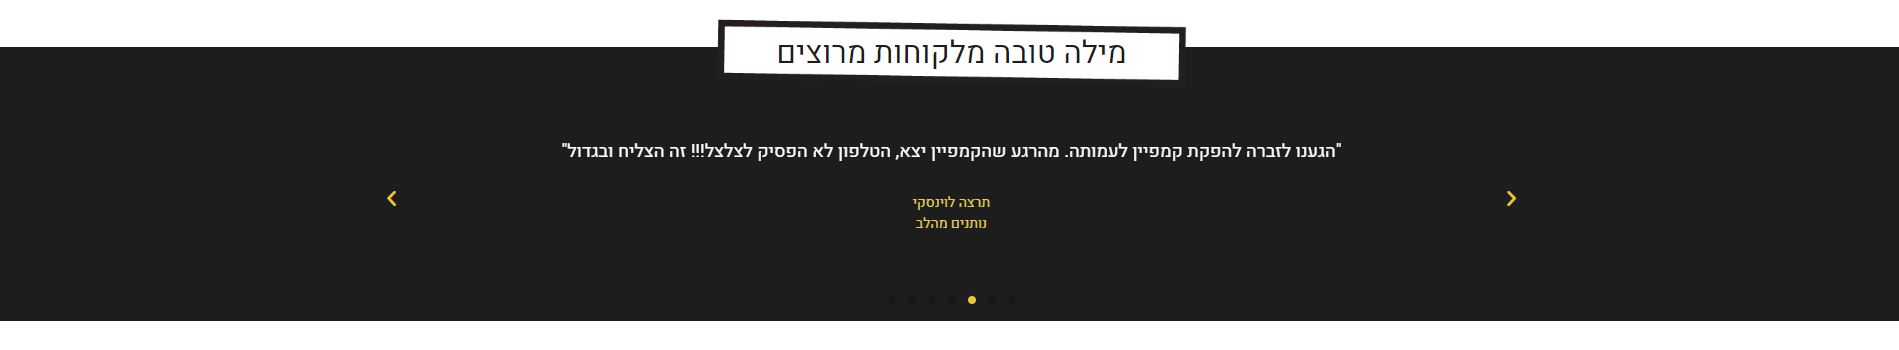 מילה טובה מלקוחות מרוצים
"הגענו לזברה להפקת קמפיין לעמותה. מהרגע שהקמפיין יצא, הטלפון לא הפסיק לצלצל!!! זה הצליח ובגדול"
תרצה לוינסקי
נותנים מהלב